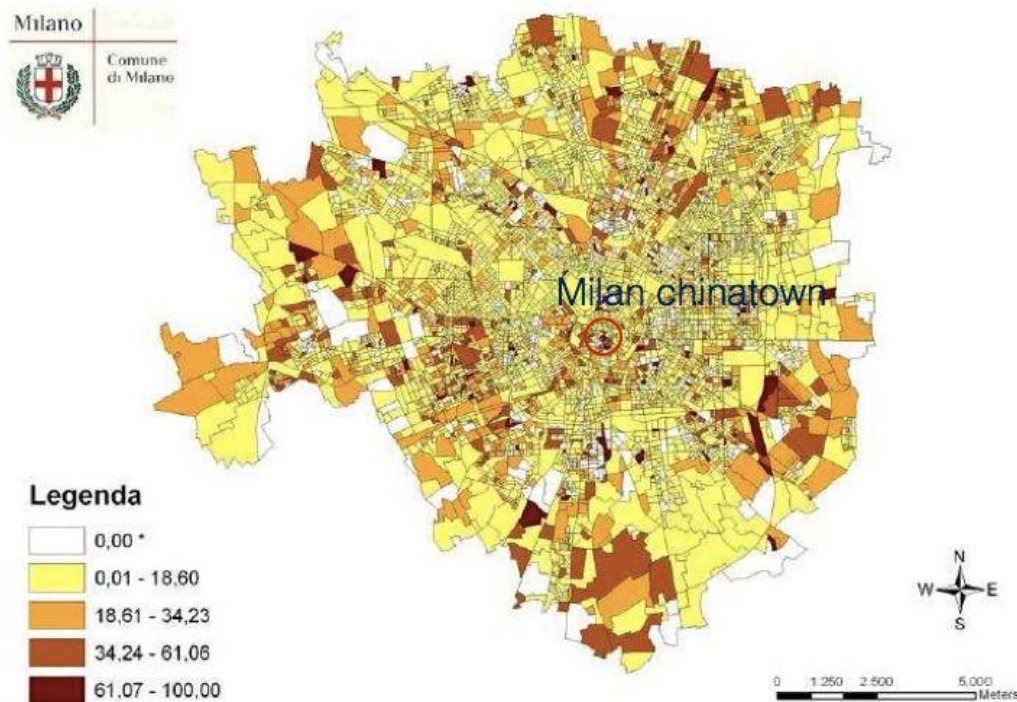 Milano
Comune
di Milano
Milan chinatown
Legenda
0,00 *
0,01 - 18,60
18,61 - 34,23
34,24 - 61,06
61,07 - 100,00
N
W E
S
0 1.250 2.500 5.000
Meters